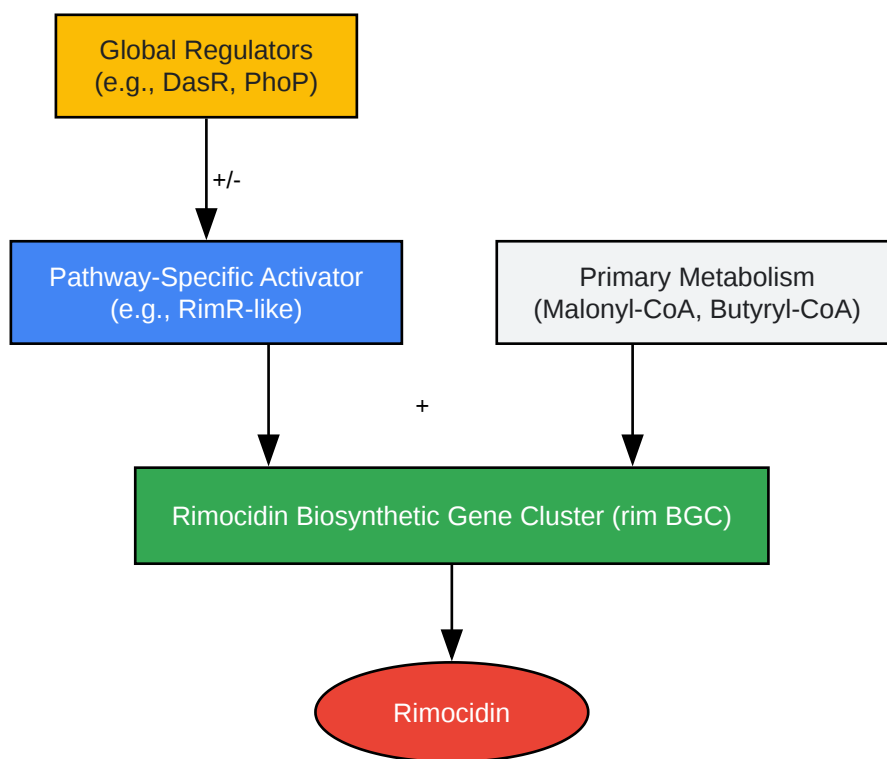 Global Regulators
(e.g., DasR, PhoP)
+/-
Pathway-Specific Activator
(e.g., RimR-like)
Primary Metabolism
(Malonyl-CoA, Butyryl-CoA)
+
Rimocidin Biosynthetic Gene Cluster (rim BGC)
Rimocidin